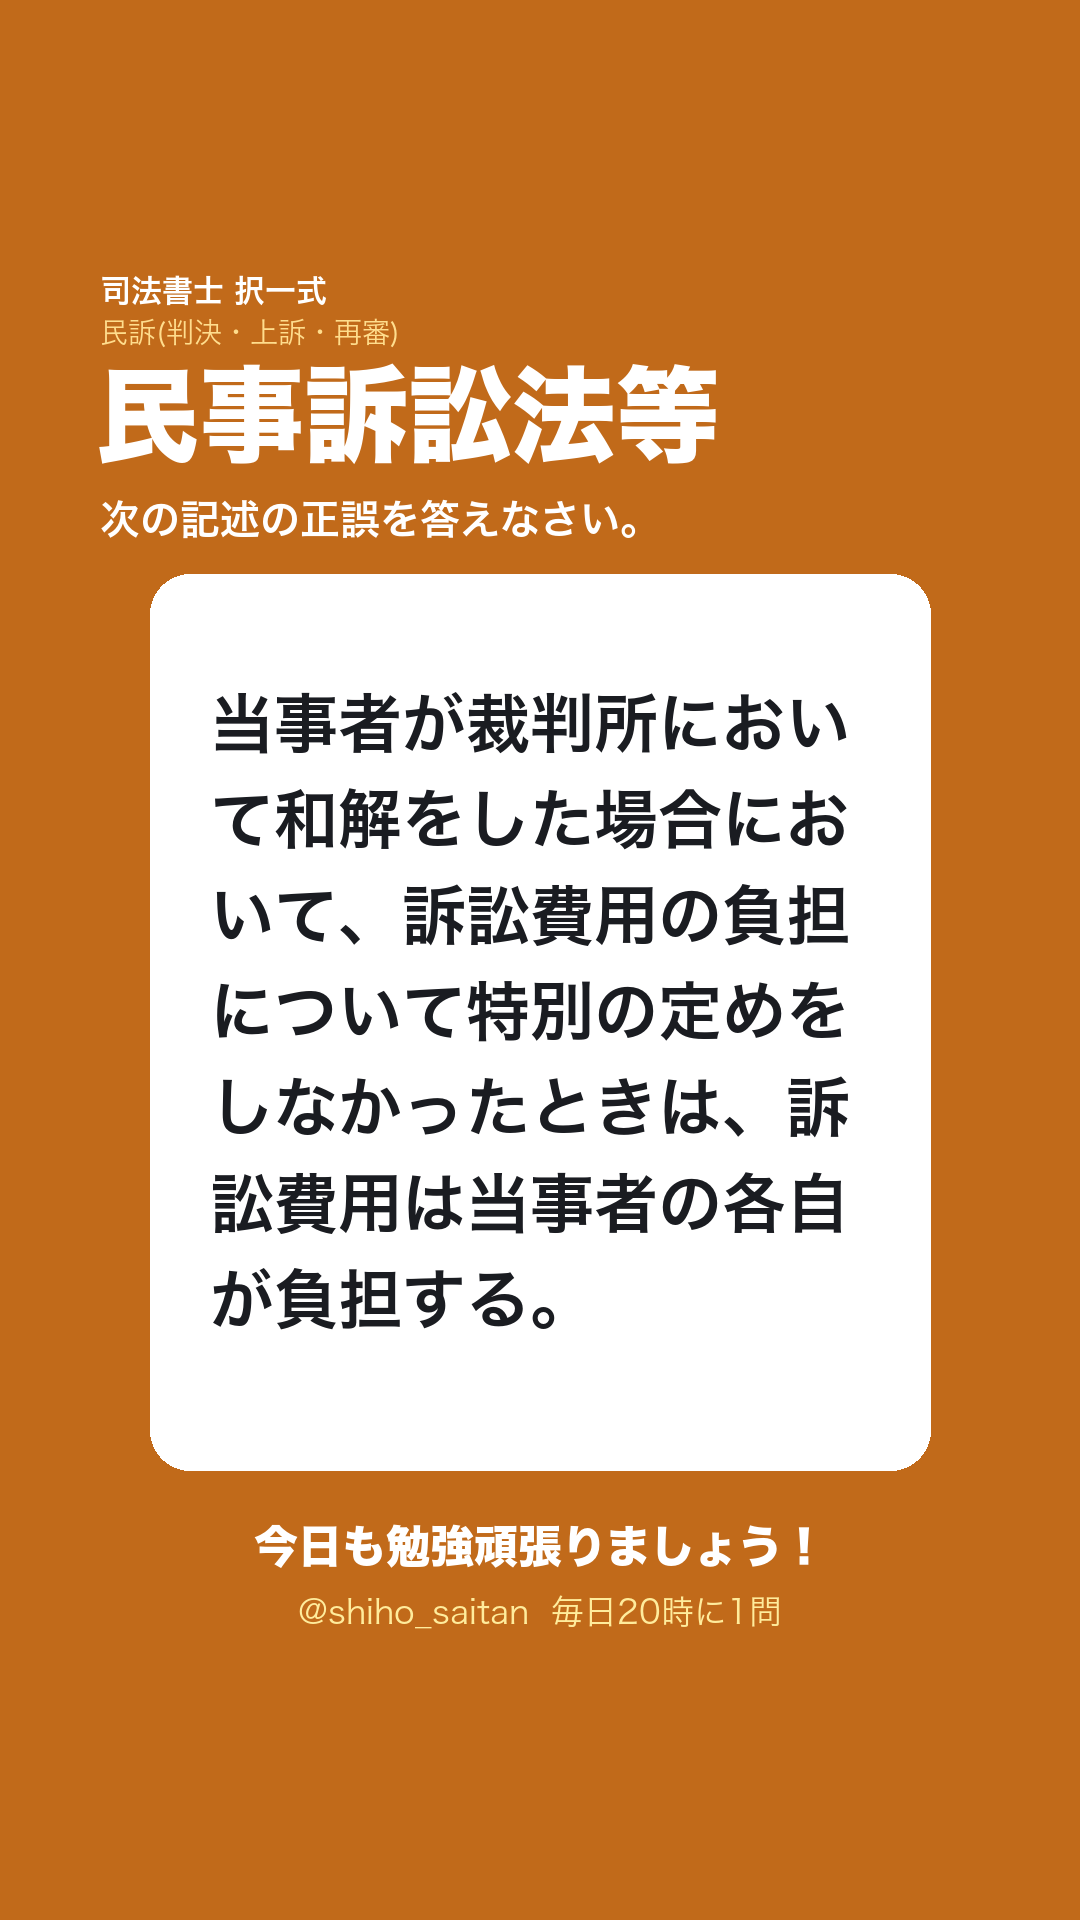 司法書士 択一式
民訴(判決・上訴・再審)
民事訴訟法等
次の記述の正誤を答えなさい。
当事者が裁判所におい
て和解をした場合にお
いて、訴訟費用の負担
について特別の定めを
しなかったときは、訴
訟費用は当事者の各自
が負担する。
今日も勉強頑張りましょう！
@shiho_saitan 毎日20時に1問